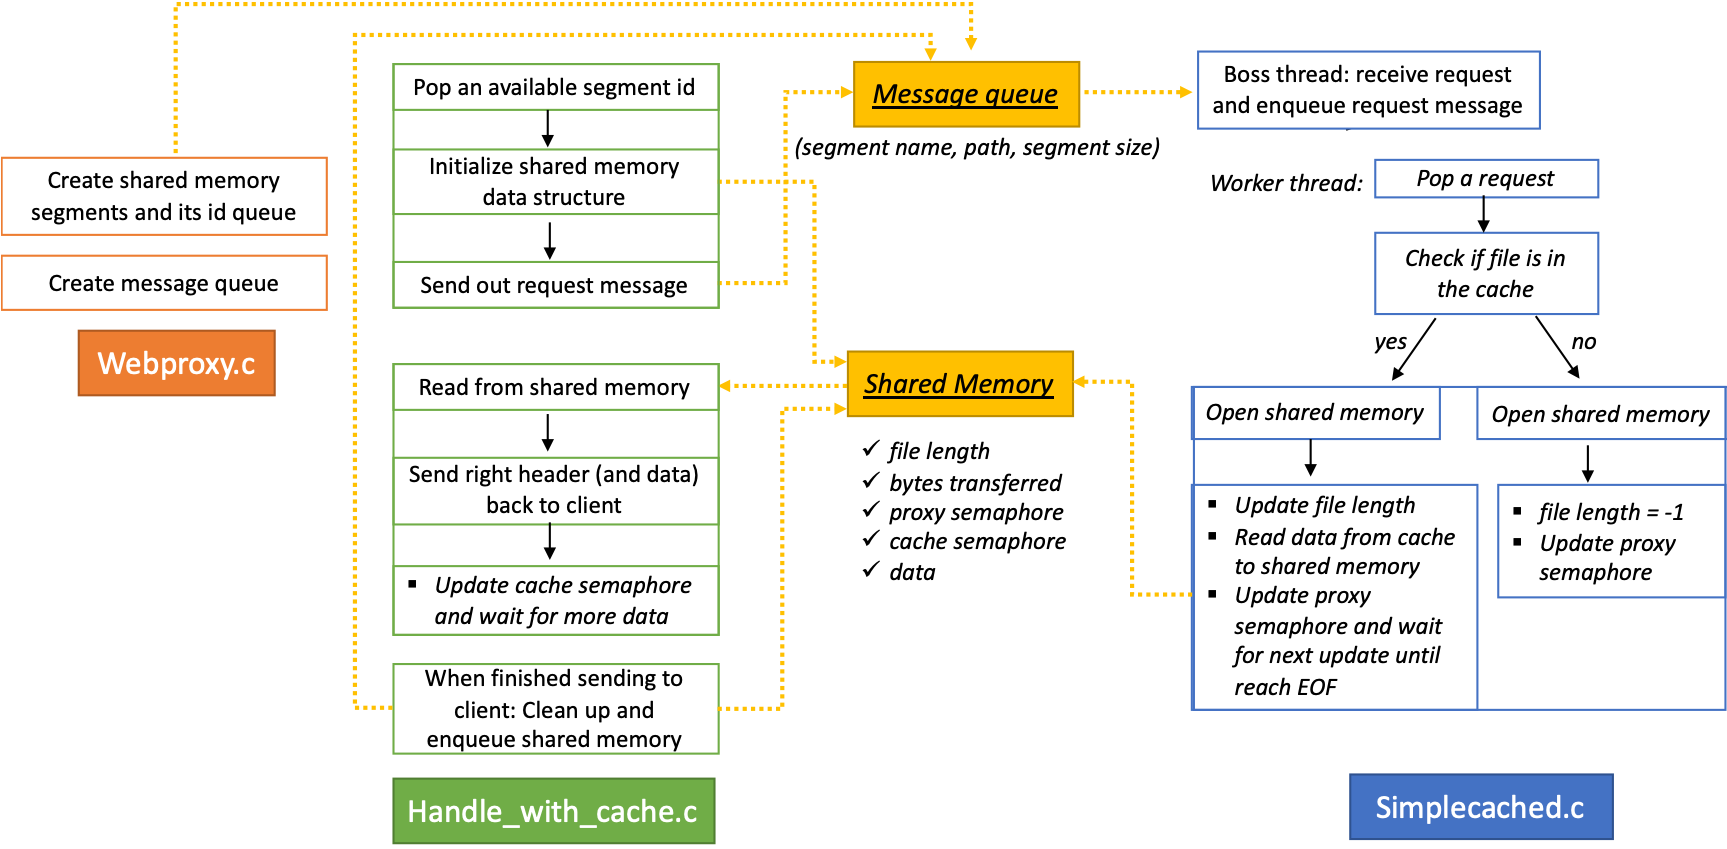 Create shared memory
segments and its id queue
Create message queue
Webproxy.c
Pop an available segment id
Initialize shared memory
data structure
Send out request message
Read from shared memory
Send right header (and data)
back to client
▪ Update cache semaphore
and wait for more data
When finished sending to
client: Clean up and
enqueue shared memory
Handle_with_cache.c
Message queue
(segment name, path, segment size)
Shared Memory
✓ file length
✓ bytes transferred
✓ proxy semaphore
✓ cache semaphore
✓ data
Boss thread: receive request
and enqueue request message
Worker thread:
Pop a request
Check if file is in
the cache
yes
no
Open shared memory
▪ Update file length
▪ Read data from cache
to shared memory
▪ Update proxy
semaphore and wait
for next update until
reach EOF
Open shared memory
▪ file length = -1
▪ Update proxy
semaphore
Simplecached.c